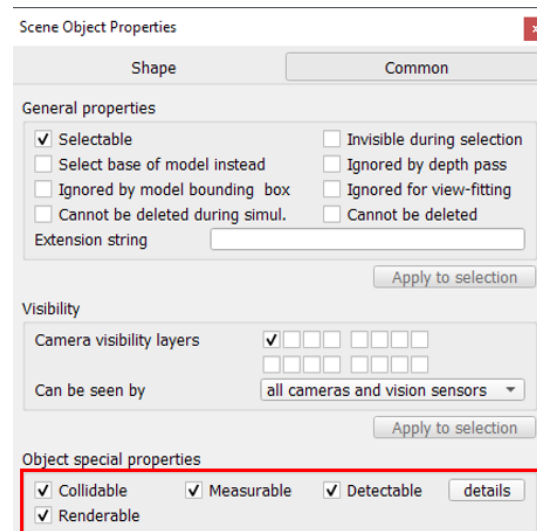 Scene Object Properties
x
Shape Common
General properties
Selectable Invisible during selection
Select base of model instead Ignored by depth pass
Ignored by model bounding box Ignored for view-fitting
Cannot be deleted during simul. Cannot be deleted
Extension string
Apply to selection
Visibility
Camera visibility layers
Can be seen by all cameras and vision sensors
Apply to selection
Object special properties
Collidable Measurable Detectable details
Renderable